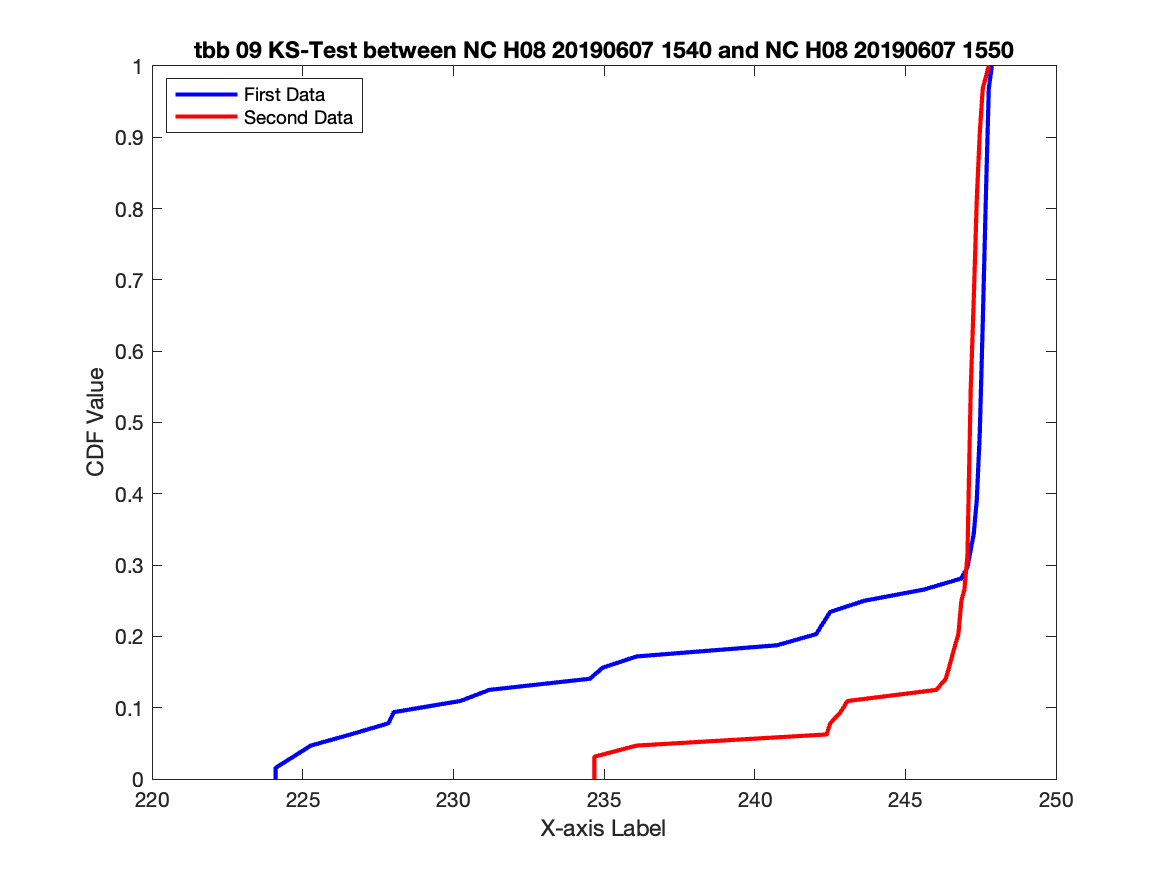 tbb 09 KS-Test between NC H08 20190607 1540 and NC H08 20190607 1550
First Data
Second Data
CDF Value
1
0.9
0.8
0.7
0.6
0.5
0.4
0.3
0.2
0.1
0
220 225 230 235 240 245 250
X-axis Label